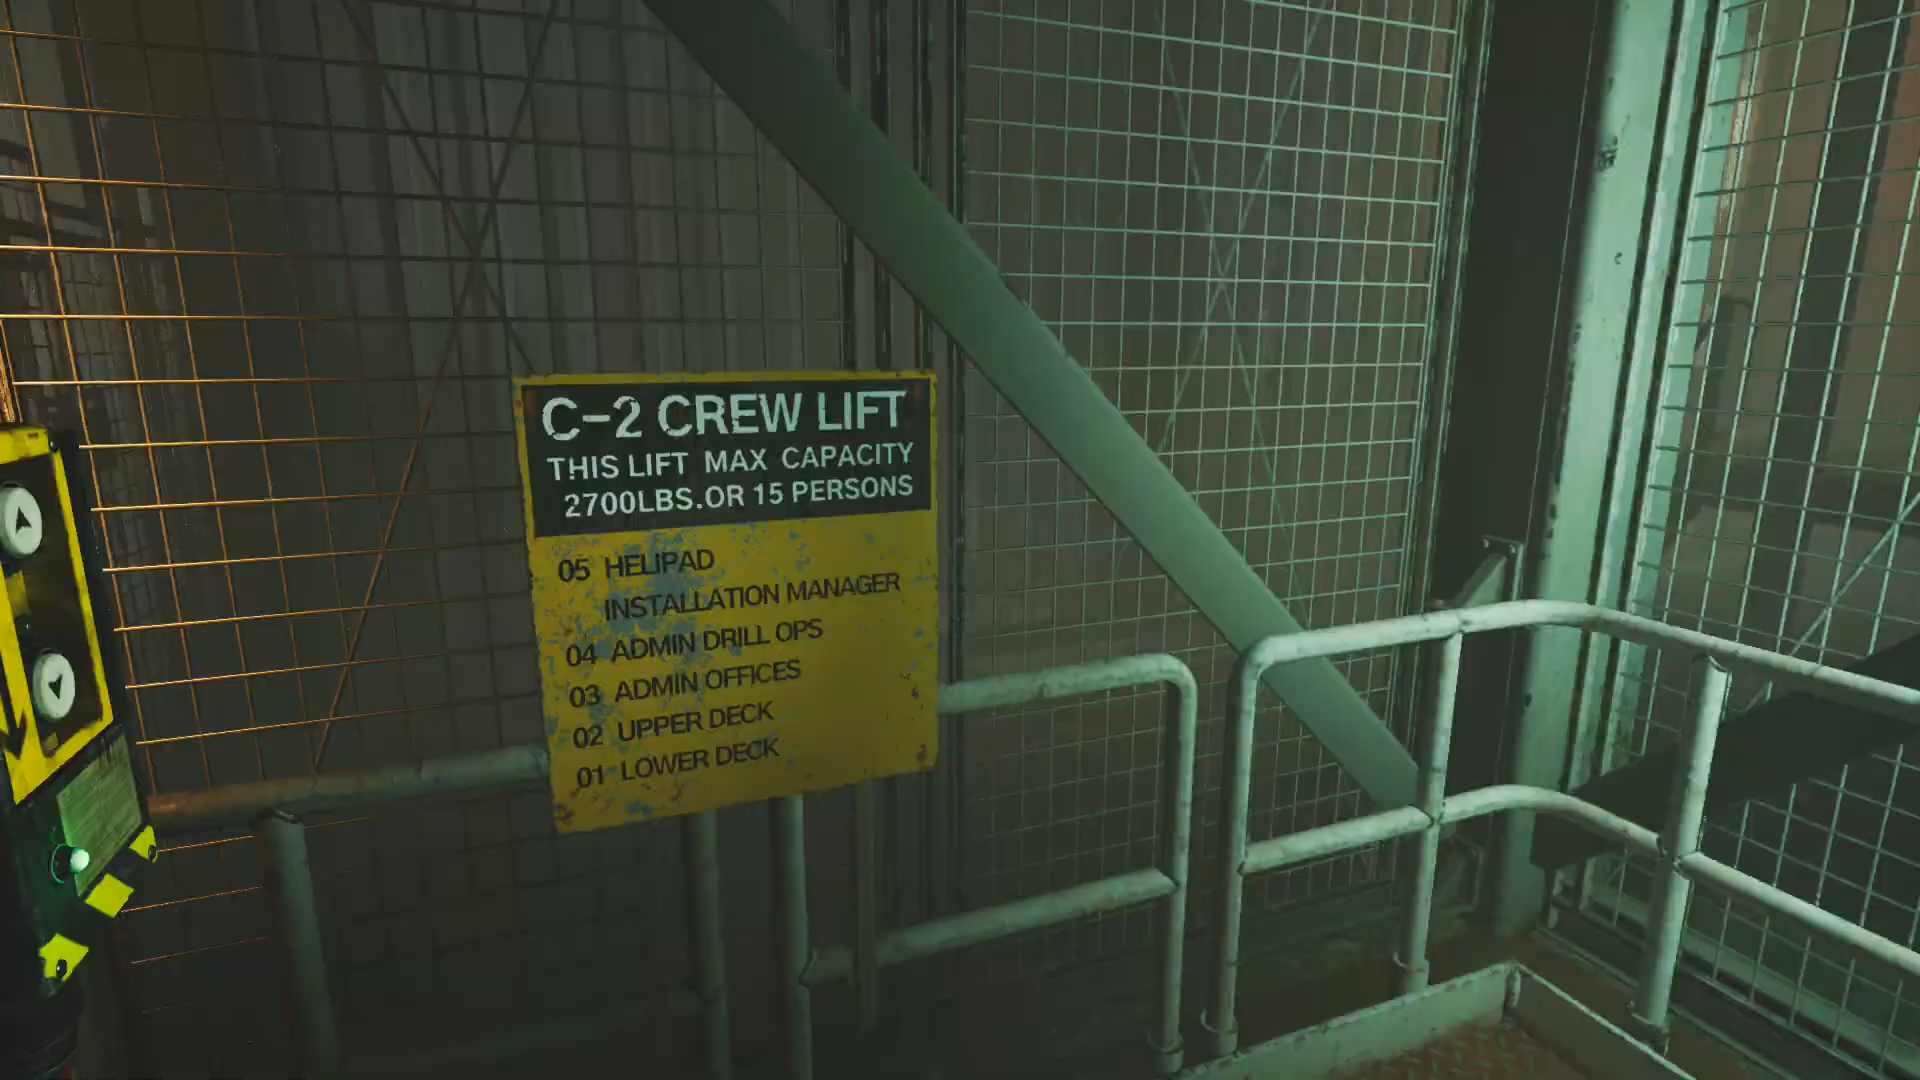 C-2 CREW LIFT
THIS LIFT MAX CAPACITY
2700LBS.OR 15 PERSONS
05 HELIPAD
INSTALLATION MANAGER
04 ADMIN DRILL OPS
03 ADMIN OFFICES
02 UPPER DECK
01 LOWER DECK